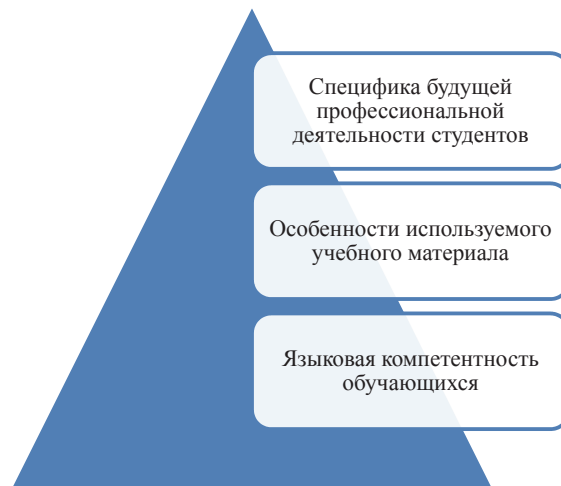 Специфика будущей
профессиональной
деятельности студентов
Особенности используемого
учебного материала
Языковая компетентность
обучающихся